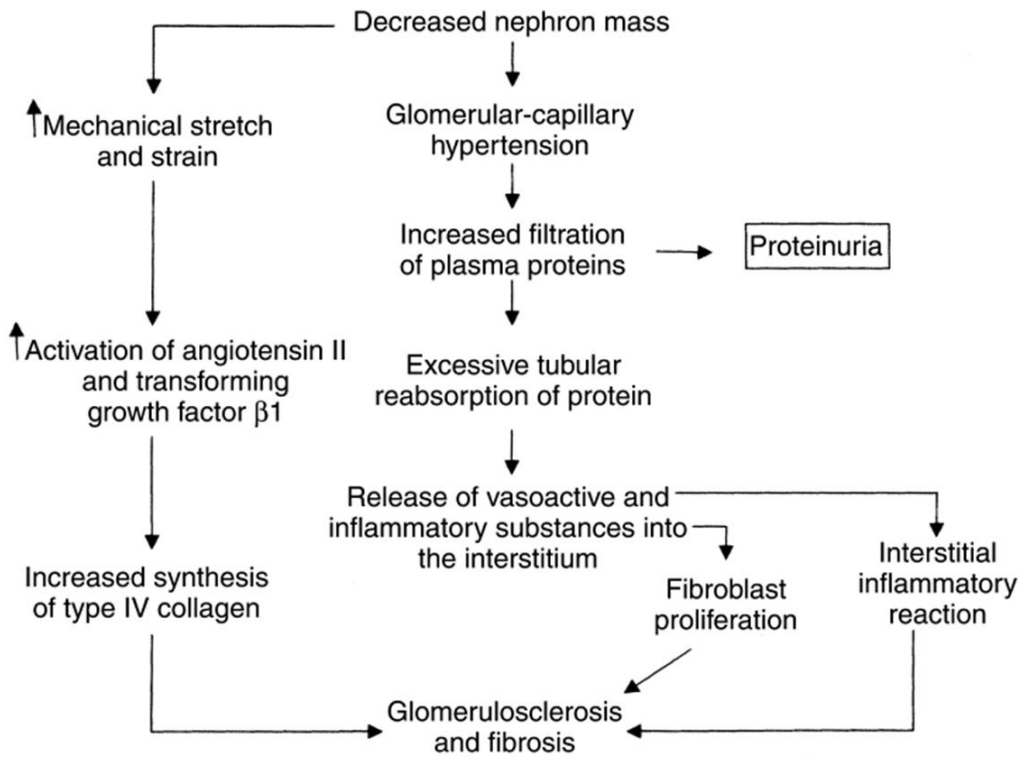 Decreased nephron mass
Mechanical stretch
and strain
Glomerular-capillary
hypertension
Increased filtration
of plasma proteins
Proteinuria
Activation of angiotensin II
and transforming
growth factor β1
Excessive tubular
reabsorption of protein
Release of vasoactive and
inflammatory substances into
the interstitium
Increased synthesis
of type IV collagen
Fibroblast
proliferation
Interstitial
inflammatory
reaction
Glomerulosclerosis
and fibrosis